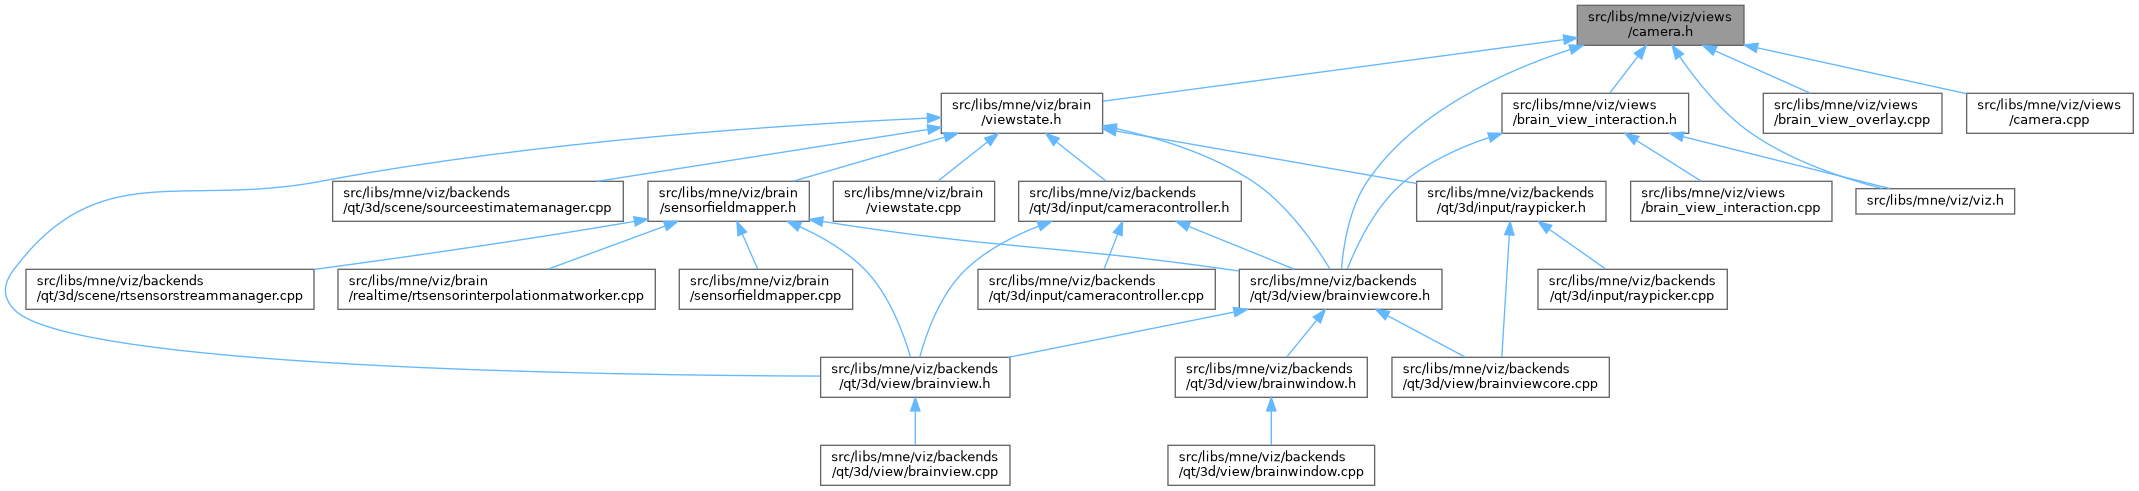 src/libs/mne/viz/views
/camera.h
src/libs/mne/viz/brain
/viewstate.h
src/libs/mne/viz/views
/brain_view_interaction.h
src/libs/mne/viz/views
/brain_view_overlay.cpp
src/libs/mne/viz/views
/camera.cpp
src/libs/mne/viz/backends
/qt/3d/scene/sourceestimatemanager.cpp
src/libs/mne/viz/brain
/sensorfieldmapper.h
src/libs/mne/viz/brain
/viewstate.cpp
src/libs/mne/viz/backends
/qt/3d/input/cameracontroller.h
src/libs/mne/viz/backends
/qt/3d/input/raypicker.h
src/libs/mne/viz/views
/brain_view_interaction.cpp
src/libs/mne/viz/viz.h
src/libs/mne/viz/backends
/qt/3d/scene/rtsensorstreammanager.cpp
src/libs/mne/viz/brain
/realtime/rtsensorinterpolationmatworker.cpp
src/libs/mne/viz/brain
/sensorfieldmapper.cpp
src/libs/mne/viz/backends
/qt/3d/input/cameracontroller.cpp
src/libs/mne/viz/backends
/qt/3d/view/brainviewcore.h
src/libs/mne/viz/backends
/qt/3d/input/raypicker.cpp
src/libs/mne/viz/backends
/qt/3d/view/brainview.h
src/libs/mne/viz/backends
/qt/3d/view/brainwindow.h
src/libs/mne/viz/backends
/qt/3d/view/brainviewcore.cpp
src/libs/mne/viz/backends
/qt/3d/view/brainview.cpp
src/libs/mne/viz/backends
/qt/3d/view/brainwindow.cpp